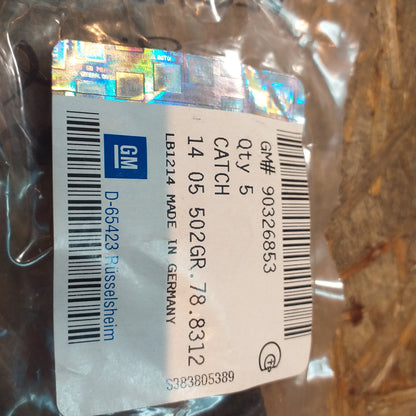 GM# 90326853
Qty 5
CATCH
14 05 502GR.78.8312
LB1214 MADE IN GERMANY
S383805389
GM
D-65423 Rüsselsheim